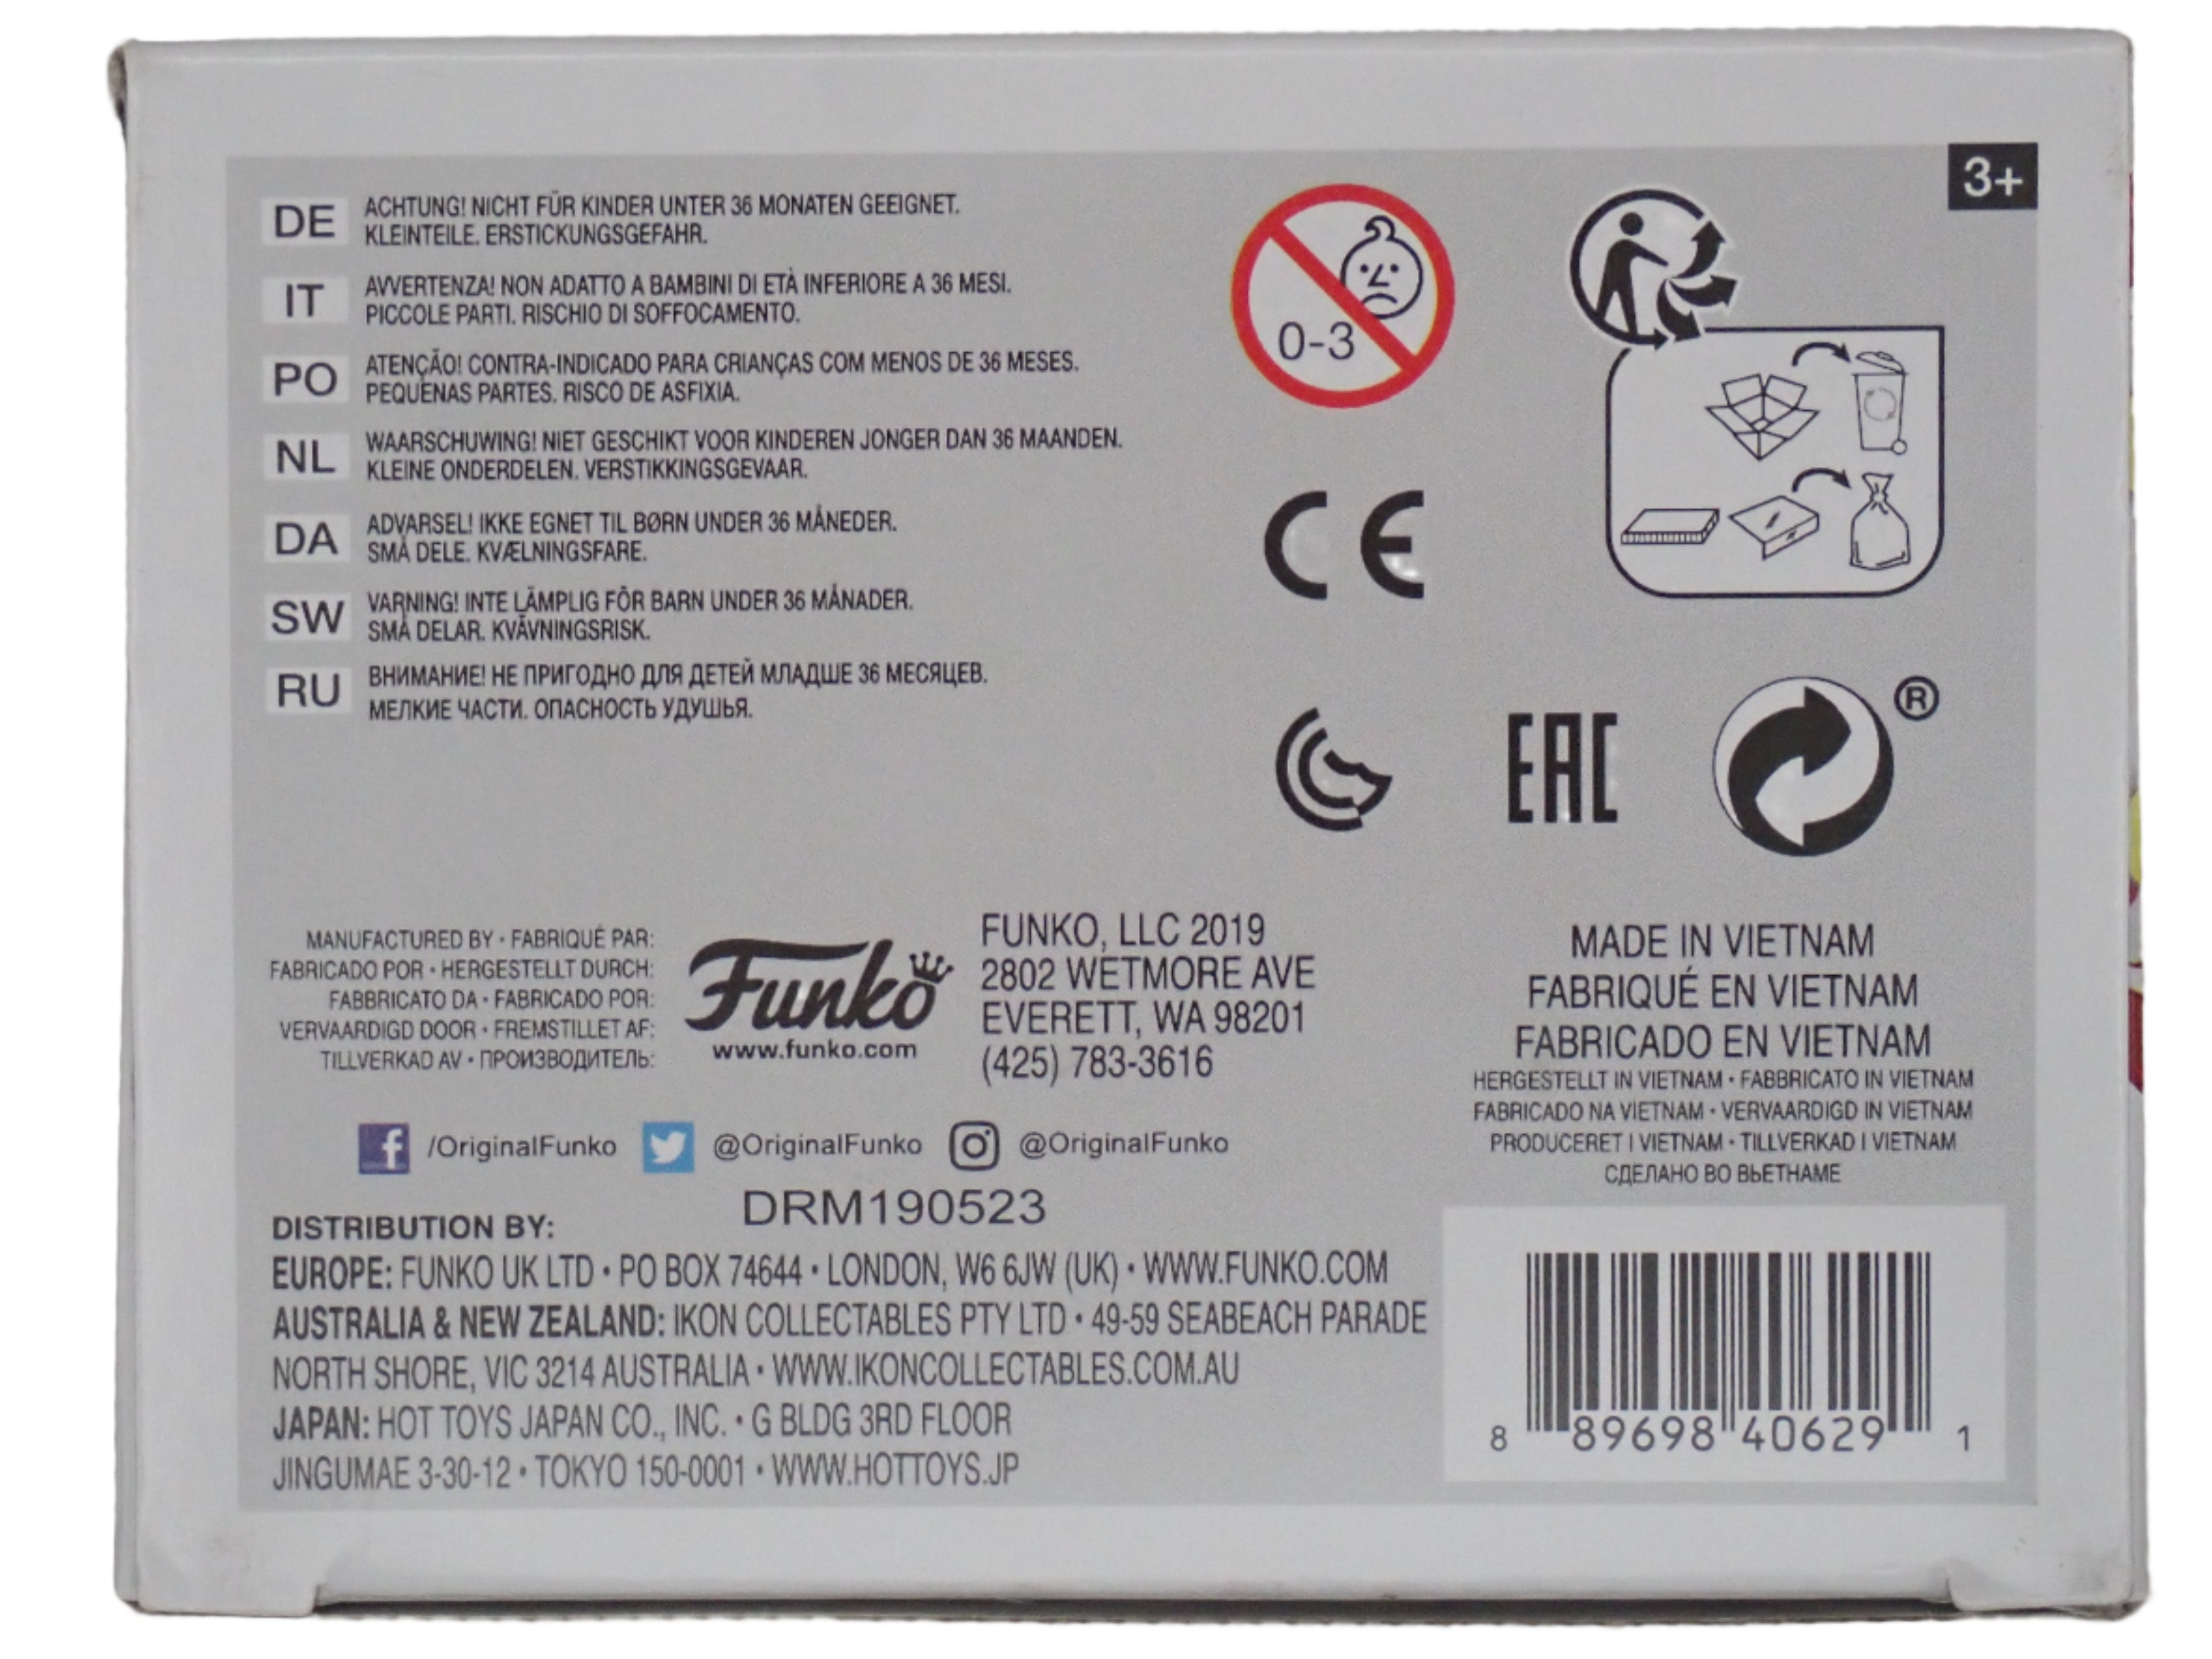 3+
DE ACHTUNG! NICHT FÜR KINDER UNTER 36 MONATEN GEEIGNET.
KLEINTEILE. ERSTICKUNGSGEFAHR.
IT AVVERTENZA! NON ADATTO A BAMBINI DI ETÀ INFERIORE A 36 MESI.
PICCOLE PARTI. RISCHIO DI SOFFOCAMENTO.
PO ATENÇÃO! CONTRA-INDICADO PARA CRIANÇAS COM MENOS DE 36 MESES.
PEQUENAS PARTES. RISCO DE ASFIXIA.
NL WAARSCHUWING! NIET GESCHIKT VOOR KINDEREN JONGER DAN 36 MAANDEN.
KLEINE ONDERDELEN. VERSTIKKINGSGEVAAR.
DA ADVARSEL! IKKE EGNET TIL BØRN UNDER 36 MÅNEDER.
SMÅ DELE. KVÆLNINGSFARE.
SW VARNING! INTE LÄMPLIG FÖR BARN UNDER 36 MÅNADER.
SMÅ DELAR. KVÄVNINGSRISK.
RU ВНИМАНИЕ! НЕ ПРИГОДНО ДЛЯ ДЕТЕЙ МЛАДШЕ 36 МЕСЯЦЕВ.
МЕЛКИЕ ЧАСТИ. ОПАСНОСТЬ УДУШЬЯ.
0-3
CE
EAC
®
MANUFACTURED BY • FABRIQUÉ PAR:
FABRICADO POR • HERGESTELLT DURCH:
FABBRICATO DA • FABRICADO POR:
VERVAARDIGD DOOR • FREMSTILLET AF:
TILLVERKAD AV • ПРОИЗВОДИТЕЛЬ:
Funko
www.funko.com
FUNKO, LLC 2019
2802 WETMORE AVE
EVERETT, WA 98201
(425) 783-3616
MADE IN VIETNAM
FABRIQUÉ EN VIETNAM
FABRICADO EN VIETNAM
HERGESTELLT IN VIETNAM • FABBRICATO IN VIETNAM
FABRICADO NA VIETNAM • VERVAARDIGD IN VIETNAM
PRODUCERET I VIETNAM • TILLVERKAD I VIETNAM
СДЕЛАНО ВО ВЬЕТНАМЕ
f /OriginalFunko @OriginalFunko @OriginalFunko
DRM190523
DISTRIBUTION BY:
EUROPE: FUNKO UK LTD • PO BOX 74644 • LONDON, W6 6JW (UK) • WWW.FUNKO.COM
AUSTRALIA & NEW ZEALAND: IKON COLLECTABLES PTY LTD • 49-59 SEABEACH PARADE
NORTH SHORE, VIC 3214 AUSTRALIA • WWW.IKONCOLLECTABLES.COM.AU
JAPAN: HOT TOYS JAPAN CO., INC. • G BLDG 3RD FLOOR
JINGUMAE 3-30-12 • TOKYO 150-0001 • WWW.HOTTOYS.JP
8 89698 40629 1